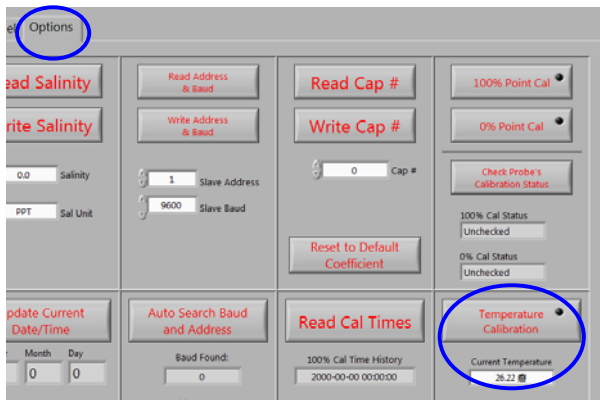 Options
ead Salinity
rite Salinity
0.0 Salinity
PPT Sal Unit
Read Address
& Baud
Write Address
& Baud
1 Slave Address
9600 Slave Baud
Read Cap #
Write Cap #
0 Cap #
Reset to Default
Coefficient
100% Point Cal
0% Point Cal
Check Probe's
Calibration Status
100% Cal Status
Unchecked
0% Cal Status
Unchecked
pdate Current
Date/Time
Month Day
0 0
Auto Search Baud
and Address
Baud Found:
0
Read Cal Times
100% Cal Time History
2000-00-00 00:00:00
Temperature
Calibration
Current Temperature
26.22